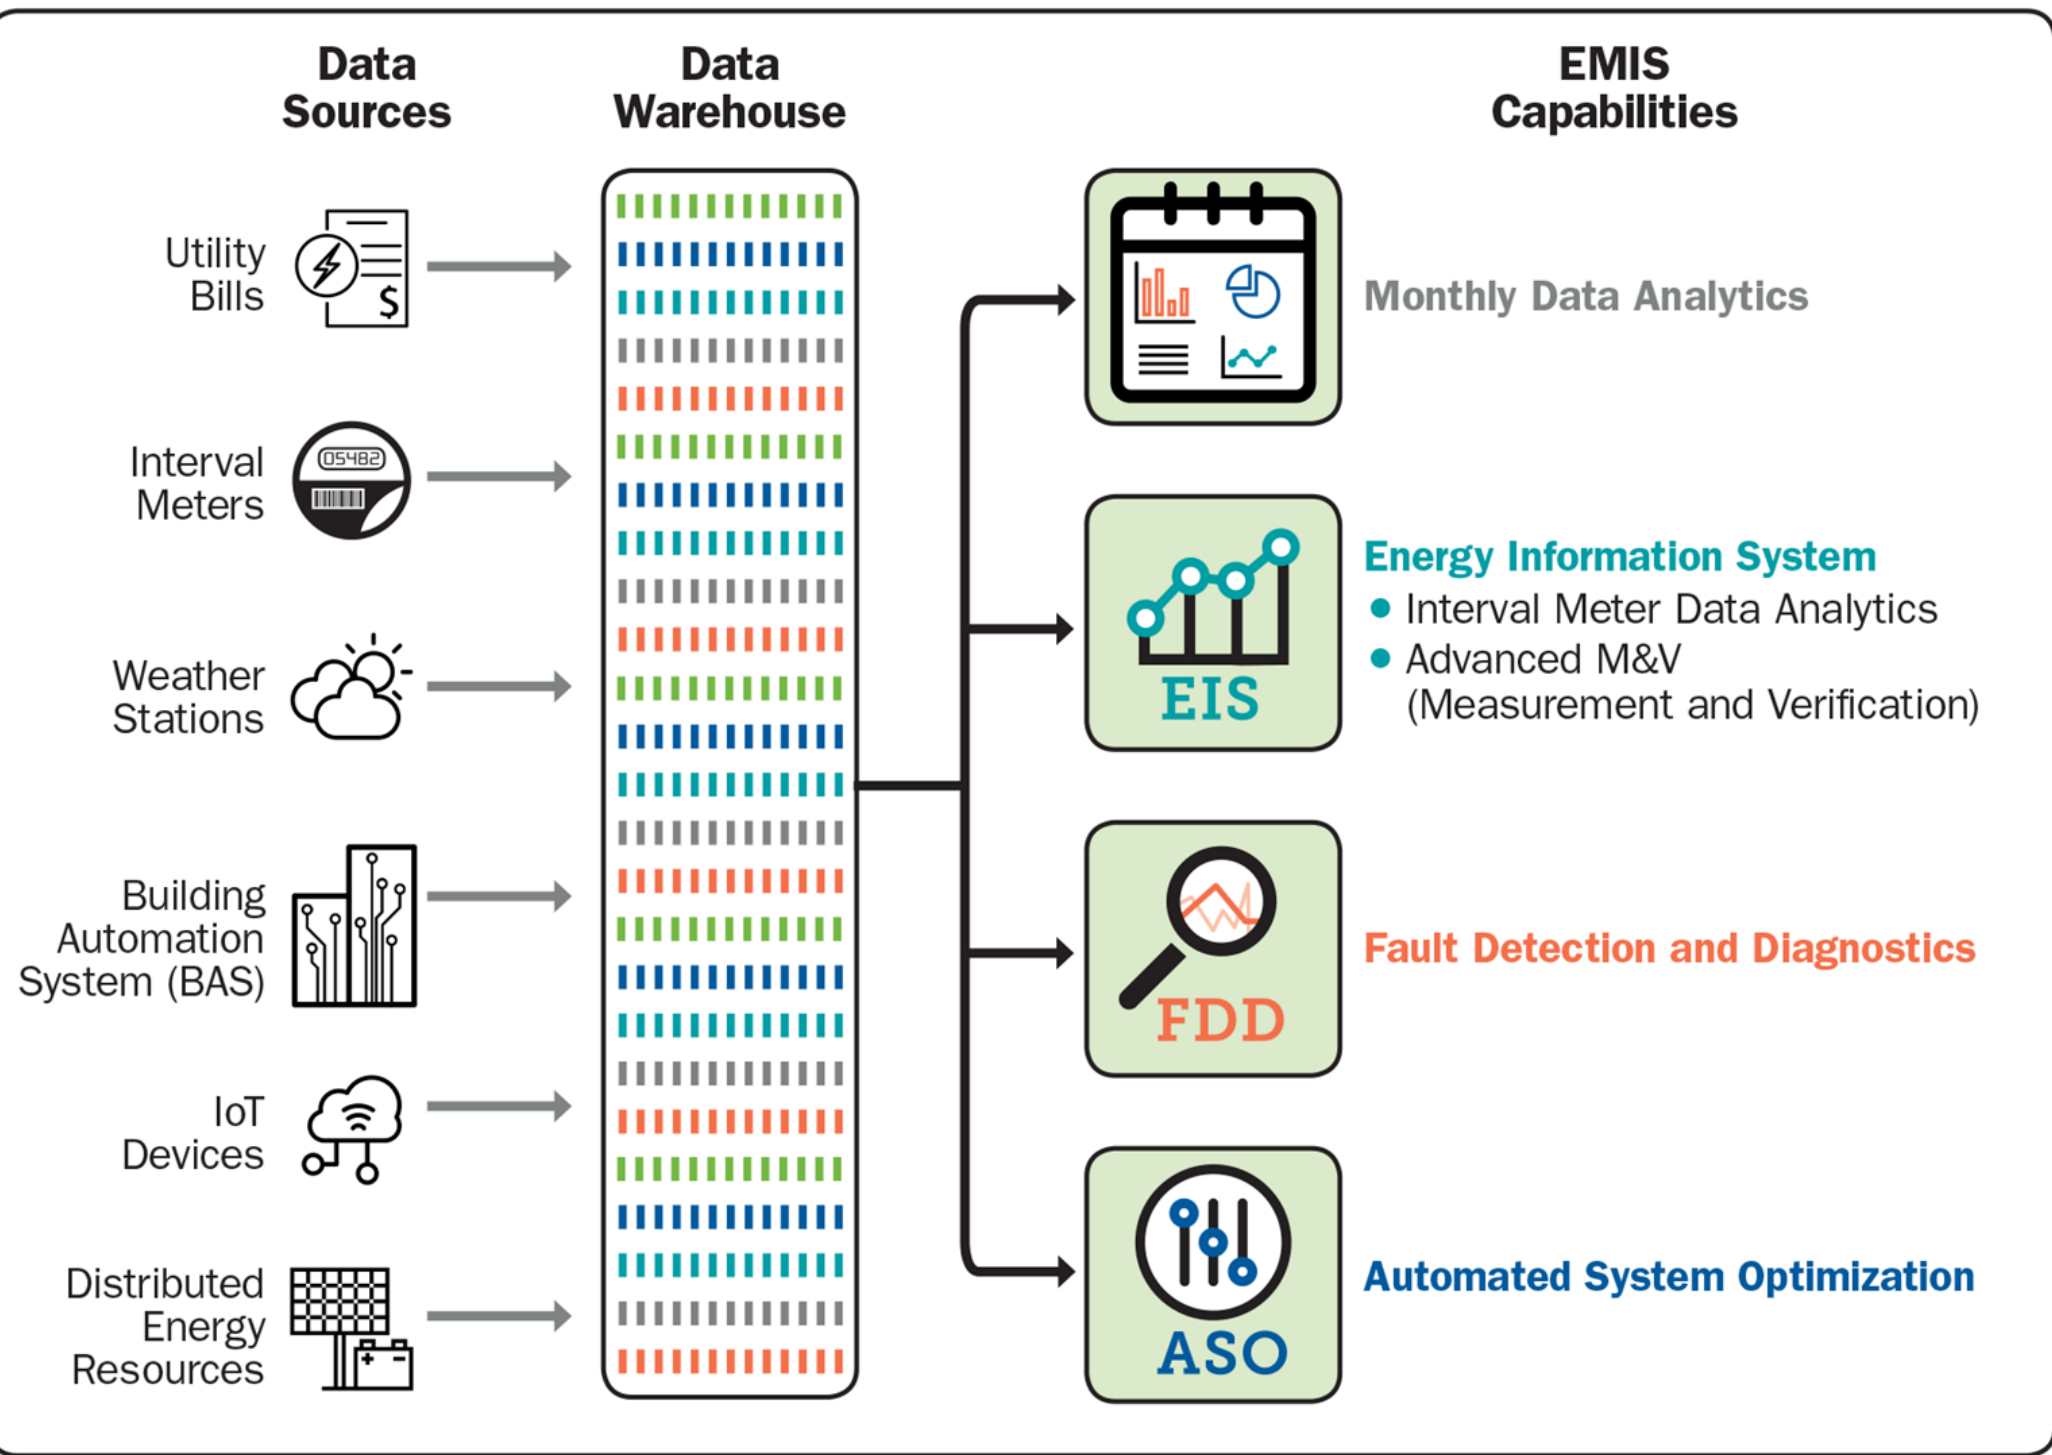 Data
Sources
Data
Warehouse
EMIS
Capabilities
Utility
Bills
$
Interval
Meters
05482
Weather
Stations
Building
Automation
System (BAS)
IoT
Devices
Distributed
Energy
Resources
+ -
Monthly Data Analytics
EIS
Energy Information System
● Interval Meter Data Analytics
● Advanced M&V
(Measurement and Verification)
FDD
Fault Detection and Diagnostics
ASO
Automated System Optimization